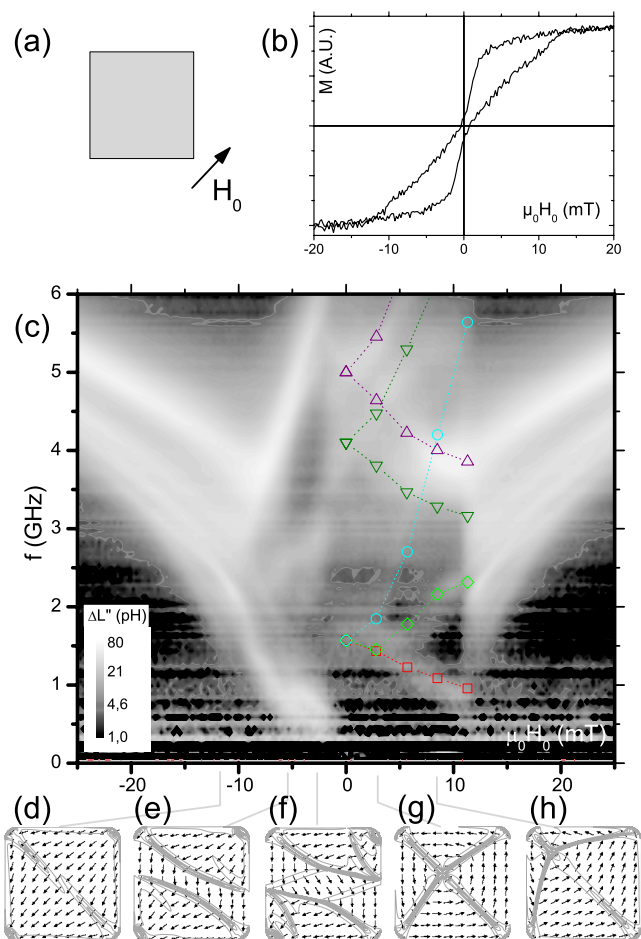 (a)
H0
(b)
M (A.U.)
μ0H0 (mT)
-20 -10 0 10 20
(c)
6
5
4
3
2
1
0
f (GHz)
ΔL" (pH)
80
21
4,6
1,0
μ0H0 (mT)
-20 -10 0 10 20
(d) (e) (f) (g) (h)